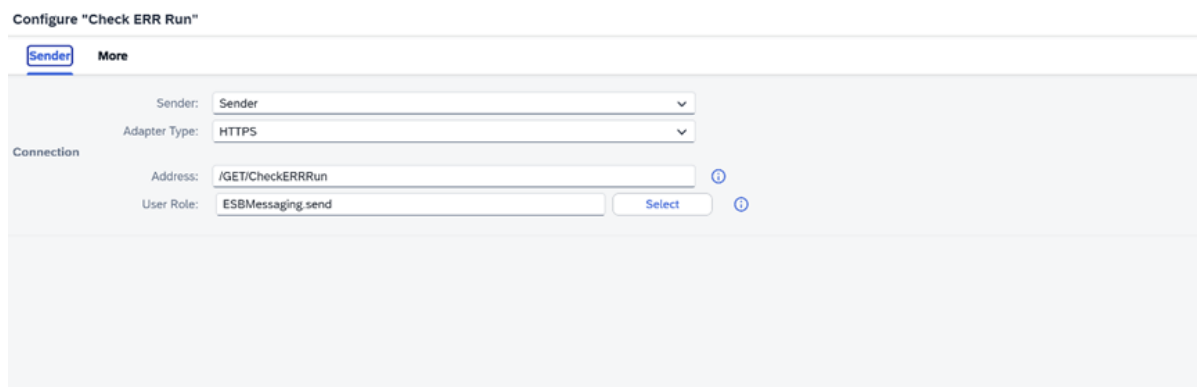 Configure "Check ERR Run"
Sender More
Sender: Sender
Adapter Type: HTTPS
Connection
Address: /GET/CheckERRRun
User Role: ESBMessaging.send Select